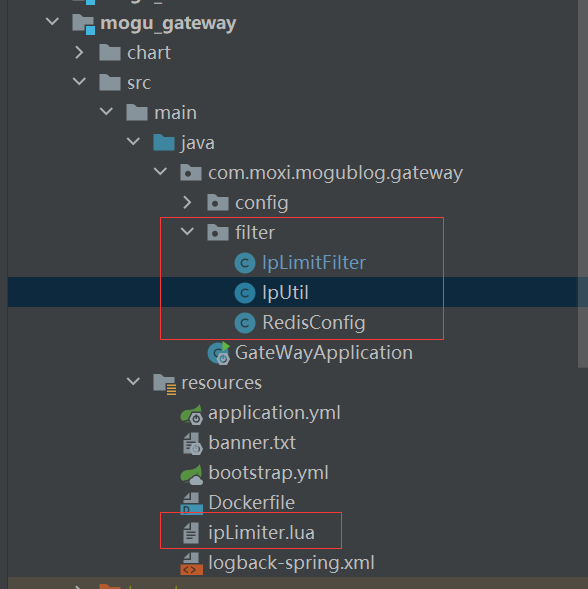 mogu_gateway
chart
src
main
java
com.moxi.mogublog.gateway
config
filter
IpLimitFilter
IpUtil
RedisConfig
GateWayApplication
resources
application.yml
banner.txt
bootstrap.yml
Dockerfile
ipLimiter.lua
logback-spring.xml